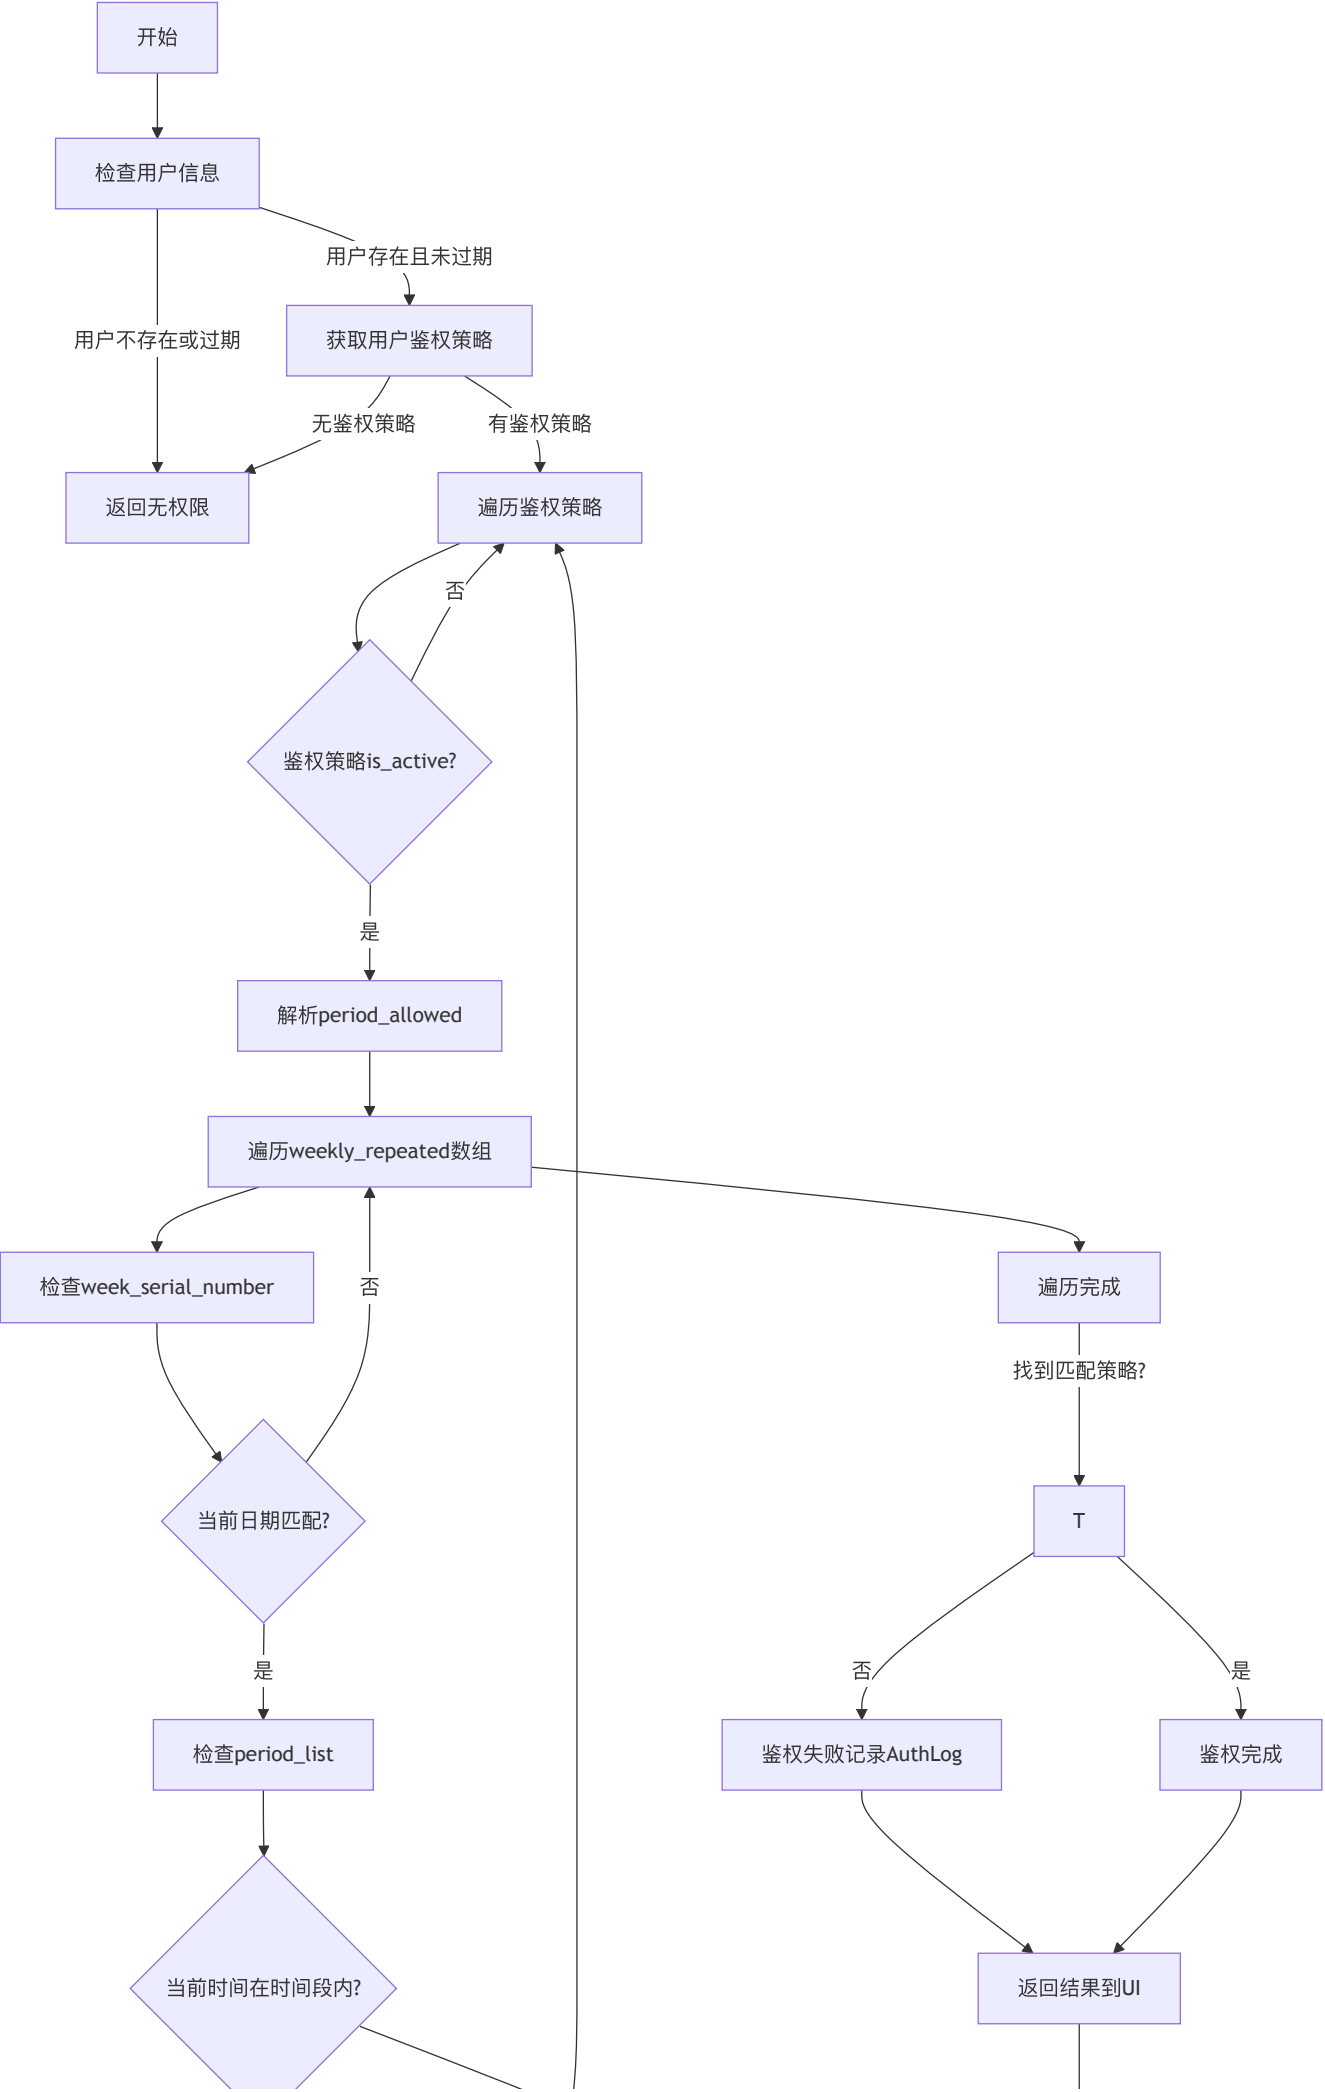 开始
检查用户信息
用户存在且未过期
用户不存在或过期
获取用户鉴权策略
无鉴权策略
有鉴权策略
返回无权限
遍历鉴权策略
否
鉴权策略is_active?
是
解析period_allowed
遍历weekly_repeated数组
检查week_serial_number
否
遍历完成
找到匹配策略?
当前日期匹配?
T
是
否
是
检查period_list
鉴权失败记录AuthLog
鉴权完成
当前时间在时间段内?
返回结果到UI